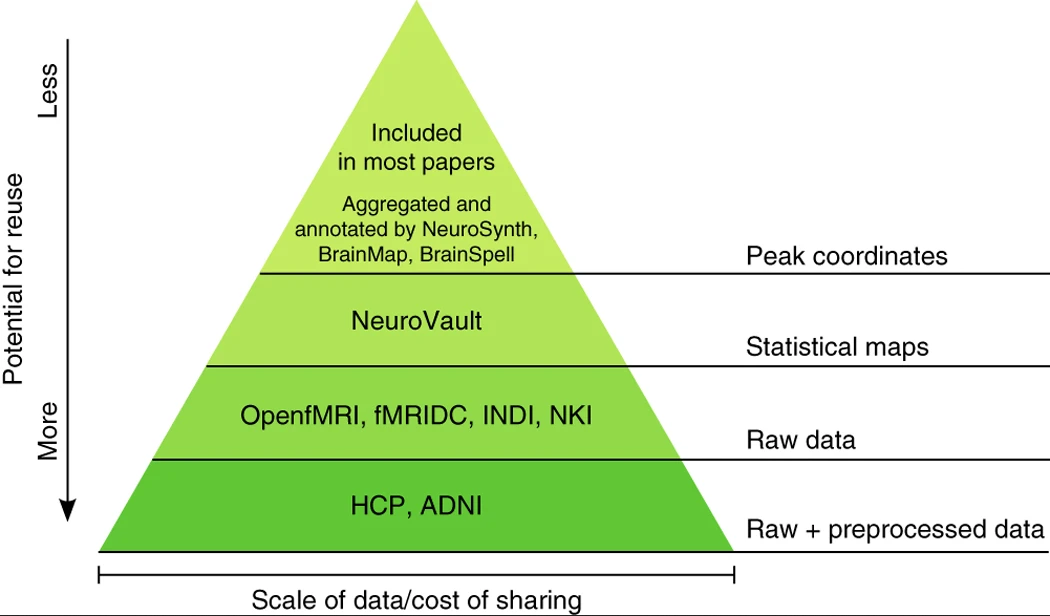 Less
Potential for reuse
More
Included
in most papers
Aggregated and
annotated by NeuroSynth,
BrainMap, BrainSpell
Peak coordinates
NeuroVault
Statistical maps
OpenfMRI, fMRIDC, INDI, NKI
Raw data
HCP, ADNI
Raw + preprocessed data
Scale of data/cost of sharing